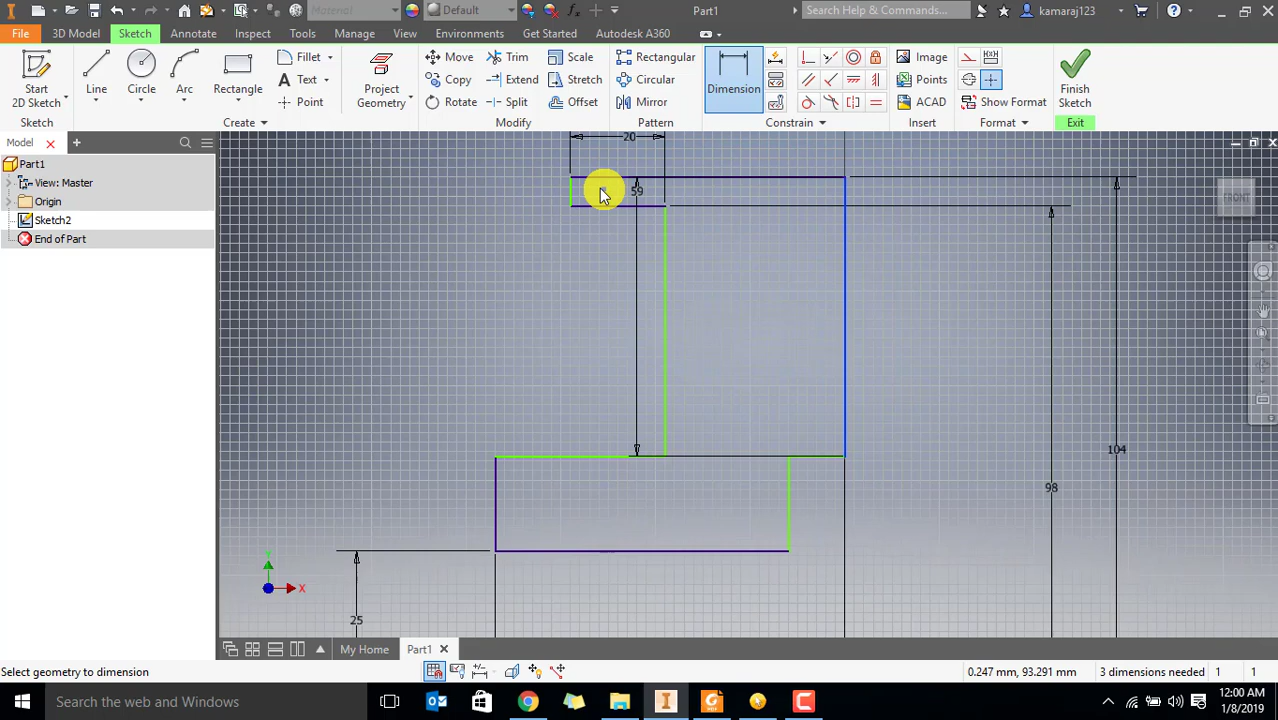 Material
Default
fx
Part1
Search Help & Commands...
kamaraj123
File 3D Model Sketch Annotate Inspect Tools Manage View Environments Get Started Autodesk A360
Start
2D Sketch
Line
Circle
Arc
Rectangle
Fillet
Text
Point
Project
Geometry
Move
Copy
Rotate
Trim
Extend
Split
Scale
Stretch
Offset
Rectangular
Circular
Mirror
Dimension
Image
Points
ACAD
Show Format
Finish
Sketch
Sketch Create Modify Pattern Constrain Insert Format Exit
Model
Part1
View: Master
Origin
Sketch2
End of Part
20
59
FRONT
104
98
25
Y
X
My Home Part1
Select geometry to dimension
0.247 mm, 93.291 mm 3 dimensions needed 1 1
Search the web and Windows
12:00 AM
1/8/2019